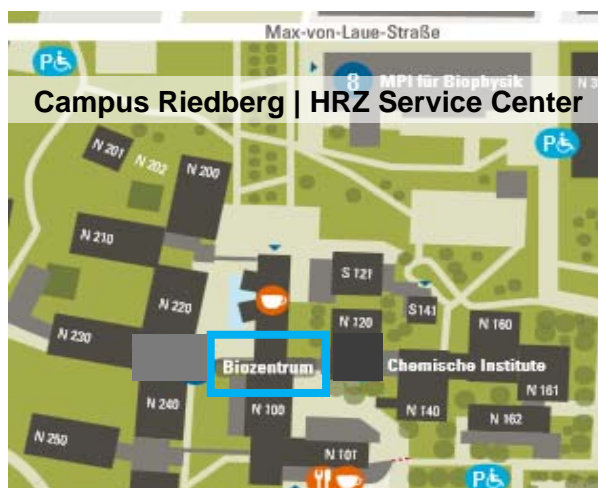 Max-von-Laue-Straße
P
8 MPI für Biophysik
Campus Riedberg | HRZ Service Center
P
N 201
N 202
N 200
N 210
S 121
N 220
S141
N 120
N 160
N 230
Biozentrum
Chemische Institute
N 161
N 240
N 100
N 140
N 162
N 250
N 101
P